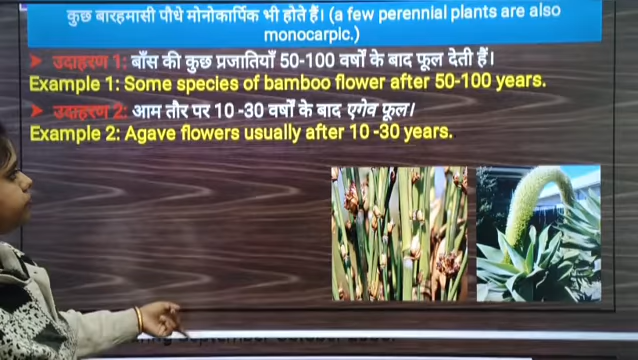 कुछ बारहमासी पौधे मोनोकार्पिक भी होते हैं। (a few perennial plants are also
monocarpic.)
उदाहरण 1: बाँस की कुछ प्रजातियाँ 50-100 वर्षों के बाद फूल देती हैं।
Example 1: Some species of bamboo flower after 50-100 years.
उदाहरण 2: आम तौर पर 10 -30 वर्षों के बाद एगेव फूल।
Example 2: Agave flowers usually after 10 -30 years.